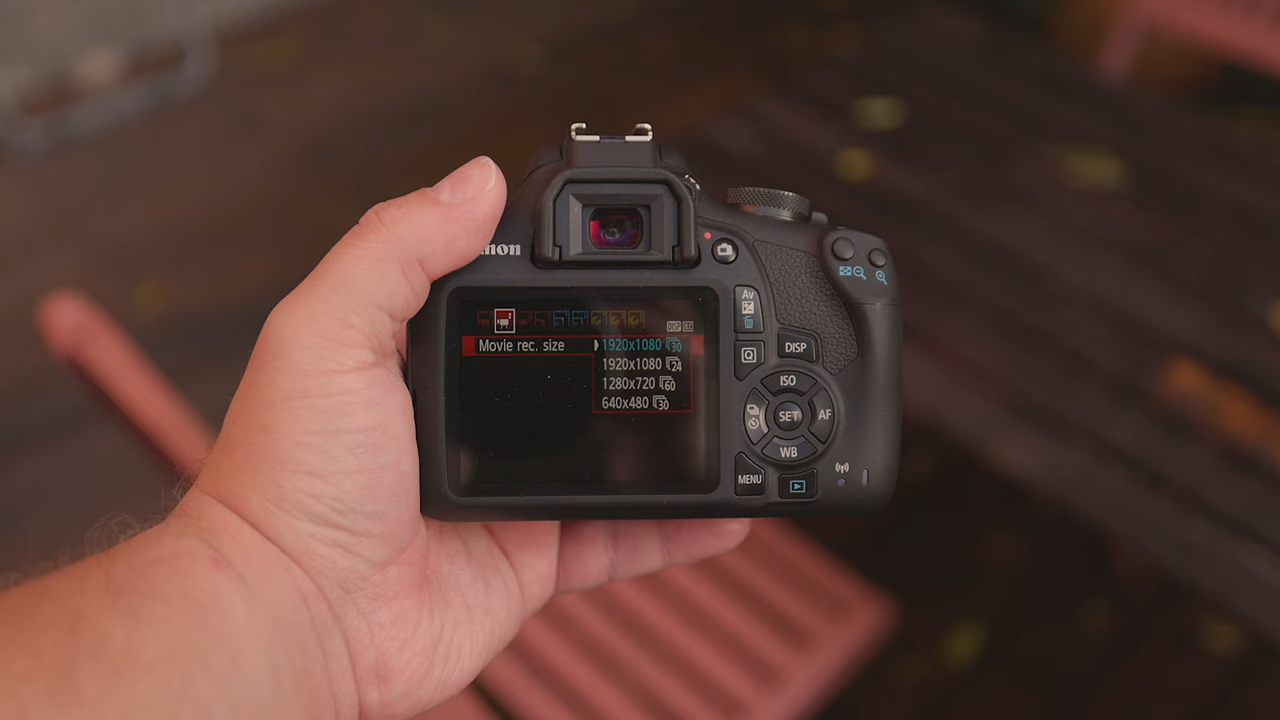 non
DISP
Movie rec. size
1920x1080 30
1920x1080 24
1280x720 60
640x480 30
Av
Q
DISP
ISO
SET
AF
WB
MENU